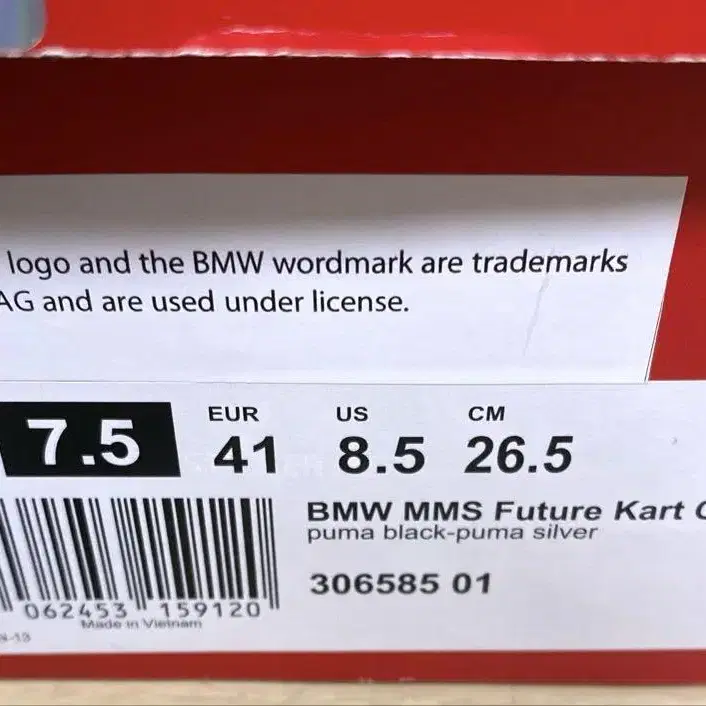 logo and the BMW wordmark are trademarks
AG and are used under license.
EUR US CM
7.5 41 8.5 26.5
BMW MMS Future Kart
puma black-puma silver
306585 01
062453 159120
Made in Vietnam